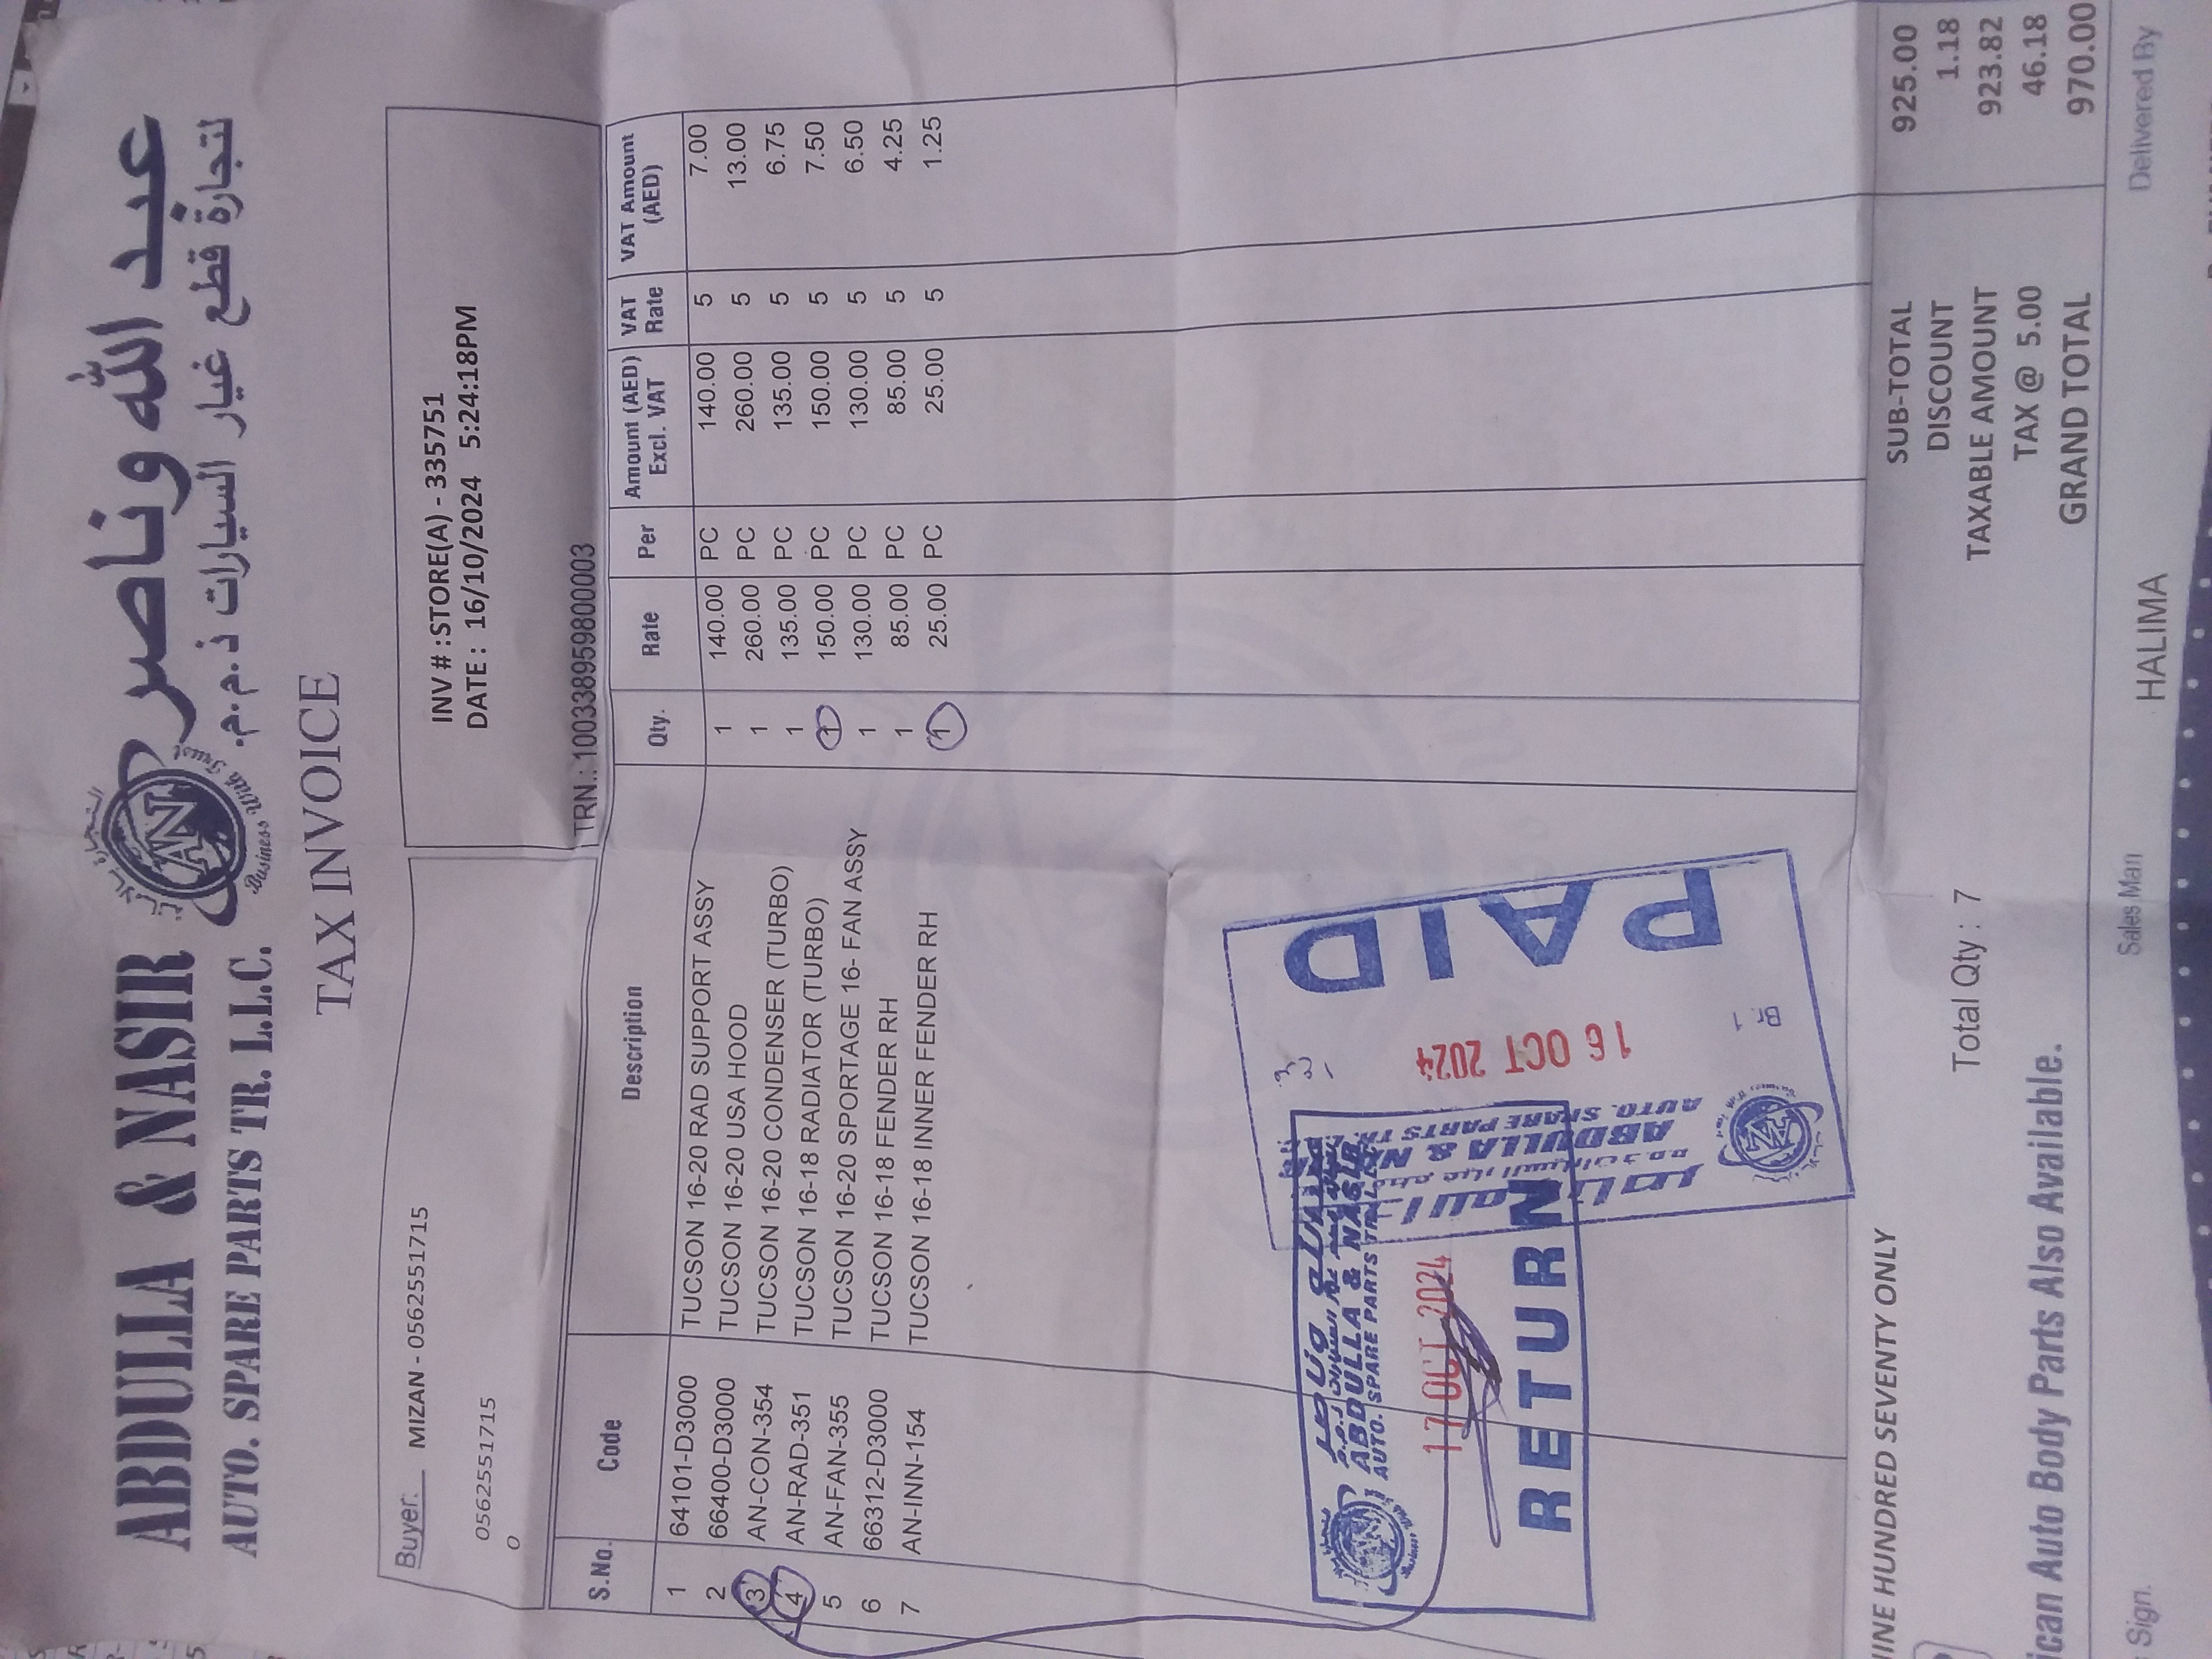 ABDULLA & NASIR
AUTO. SPARE PARTS TR. L.L.C.
عبد الله وناصر
لتجارة قطع غيار السيارات ذ.م.م.
AN
Business With Trust
TAX INVOICE
Buyer: MIZAN - 0562551715
0562551715
0
INV # :STORE(A) - 335751
DATE : 16/10/2024 5:24:18PM
TRN.: 100338959800003
S.No. Code Description Qty. Rate Per Amount (AED) Excl. VAT VAT Rate VAT Amount (AED)
1 64101-D3000 TUCSON 16-20 RAD SUPPORT ASSY 1 140.00 PC 140.00 5 7.00
2 66400-D3000 TUCSON 16-20 USA HOOD 1 260.00 PC 260.00 5 13.00
3 AN-CON-354 TUCSON 16-20 CONDENSER (TURBO) 1 135.00 PC 135.00 5 6.75
4 AN-RAD-351 TUCSON 16-18 RADIATOR (TURBO) 1 150.00 PC 150.00 5 7.50
5 AN-FAN-355 TUCSON 16-20 SPORTAGE 16- FAN ASSY 1 130.00 PC 130.00 5 6.50
6 66312-D3000 TUCSON 16-18 FENDER RH 1 85.00 PC 85.00 5 4.25
7 AN-INN-154 TUCSON 16-18 INNER FENDER RH 1 25.00 PC 25.00 5 1.25
ABDULLA & NASIR
AUTO. SPARE PARTS TR
16 OCT 2024
PAID
ABDULLA & NASIR
AUTO. SPARE PARTS TR. L.L.C
17 OCT 2024
RETURN
SUB-TOTAL 925.00
DISCOUNT 1.18
TAXABLE AMOUNT 923.82
TAX @ 5.00 46.18
GRAND TOTAL 970.00
INE HUNDRED SEVENTY ONLY
Total Qty : 7
ican Auto Body Parts Also Available.
Sign. Sales Man HALIMA Delivered By